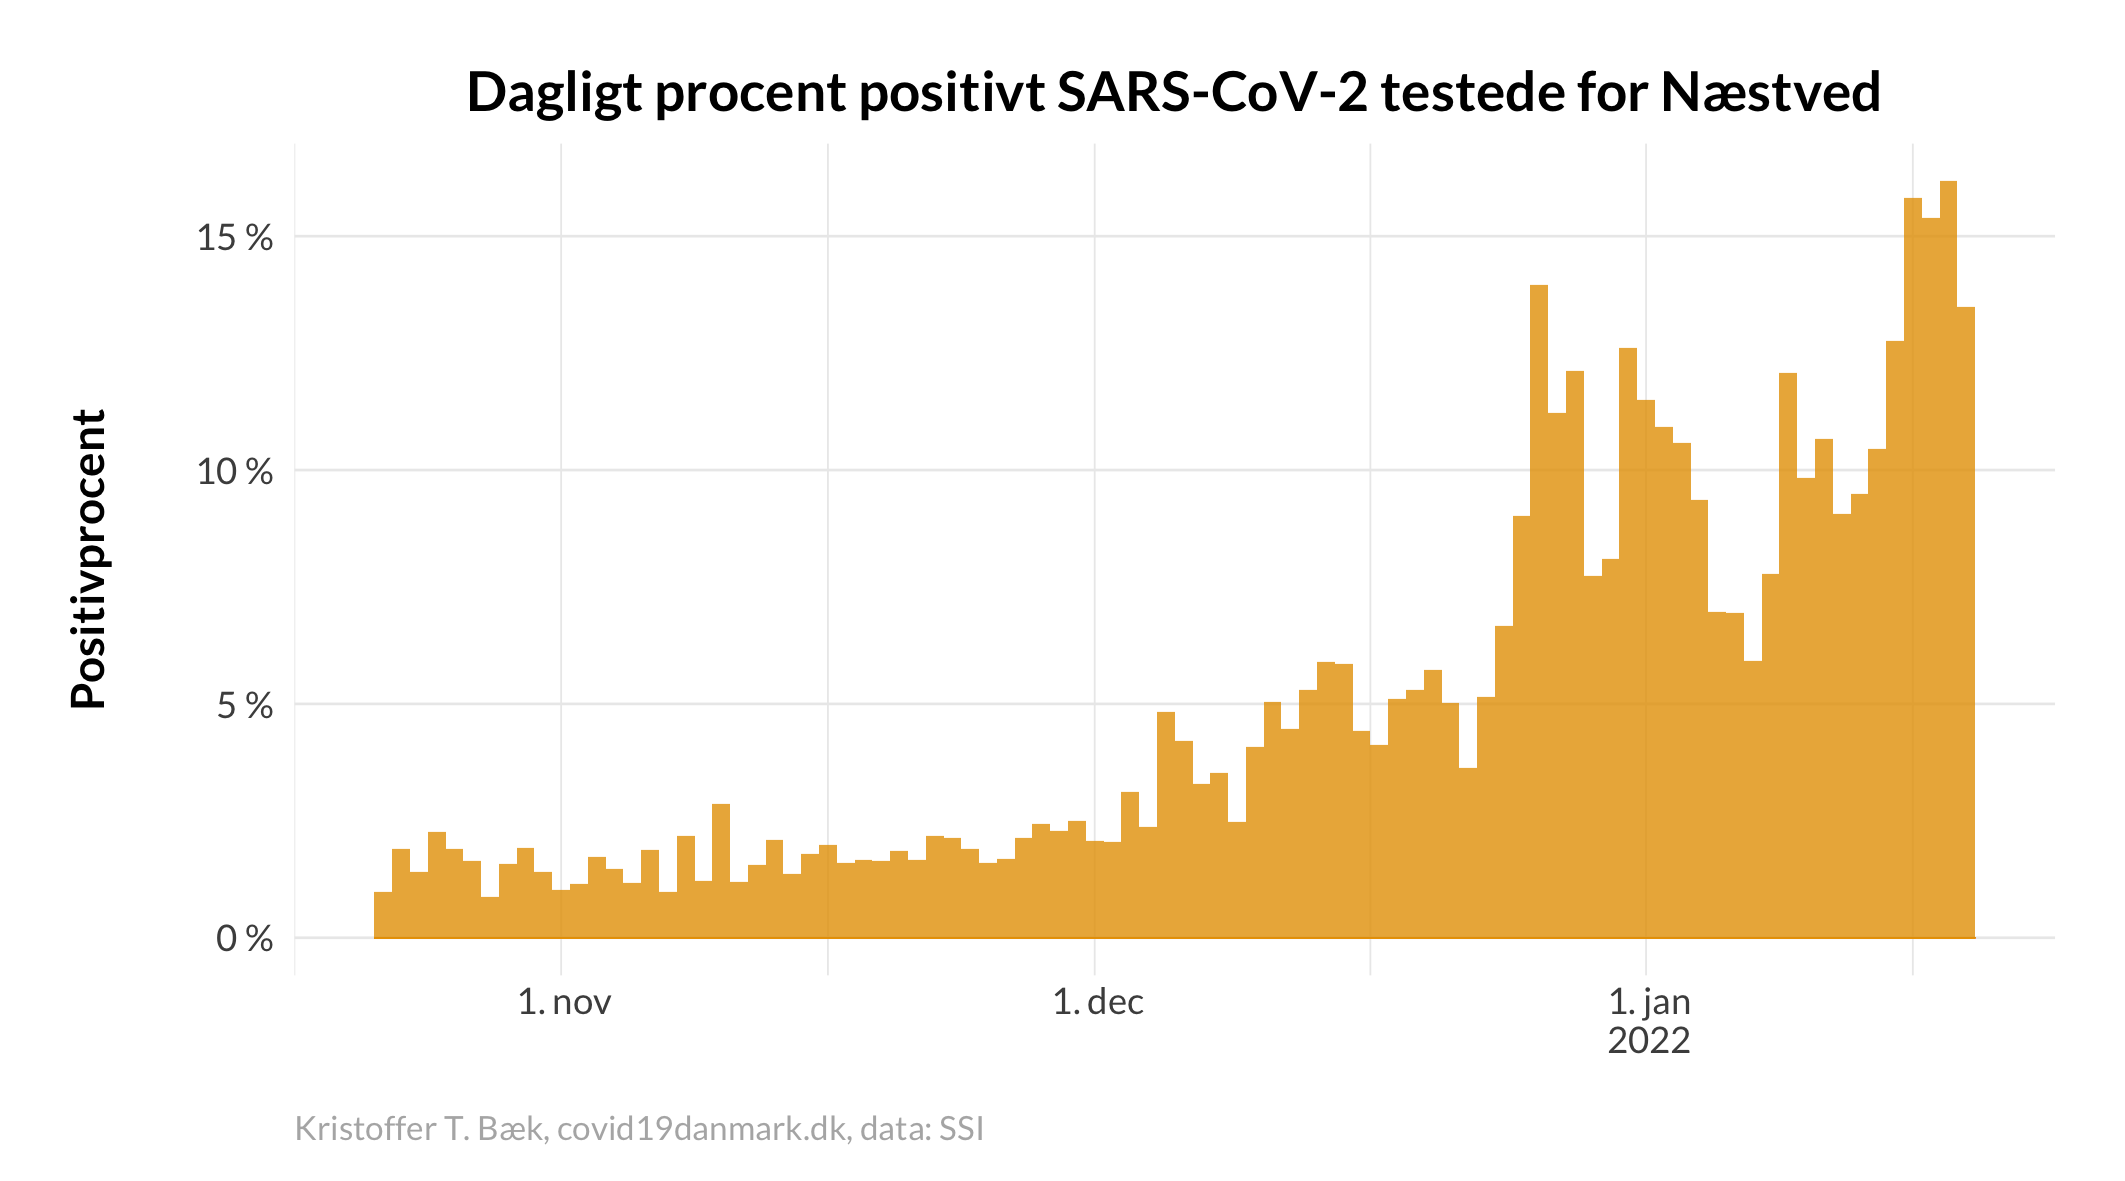 Dagligt procent positivt SARS-CoV-2 testede for Næstved
Positivprocent
15 %
10 %
5 %
0 %
1. nov
1. dec
1. jan
2022
Kristoffer T. Bæk, covid19danmark.dk, data: SSI